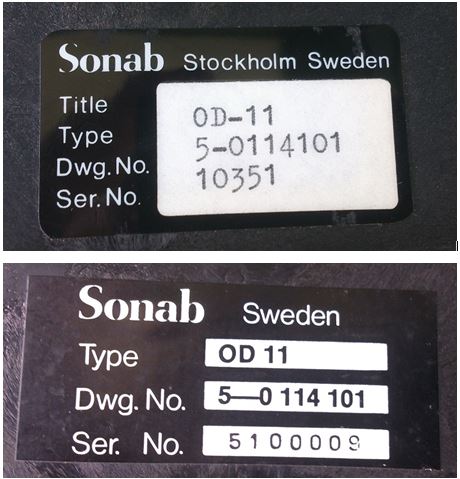 Sonab Stockholm Sweden
Title OD-11
Type 5-0114101
Dwg. No. 10351
Ser. No.
Sonab Sweden
Type OD 11
Dwg. No. 5—0 114 101
Ser. No. 5100009